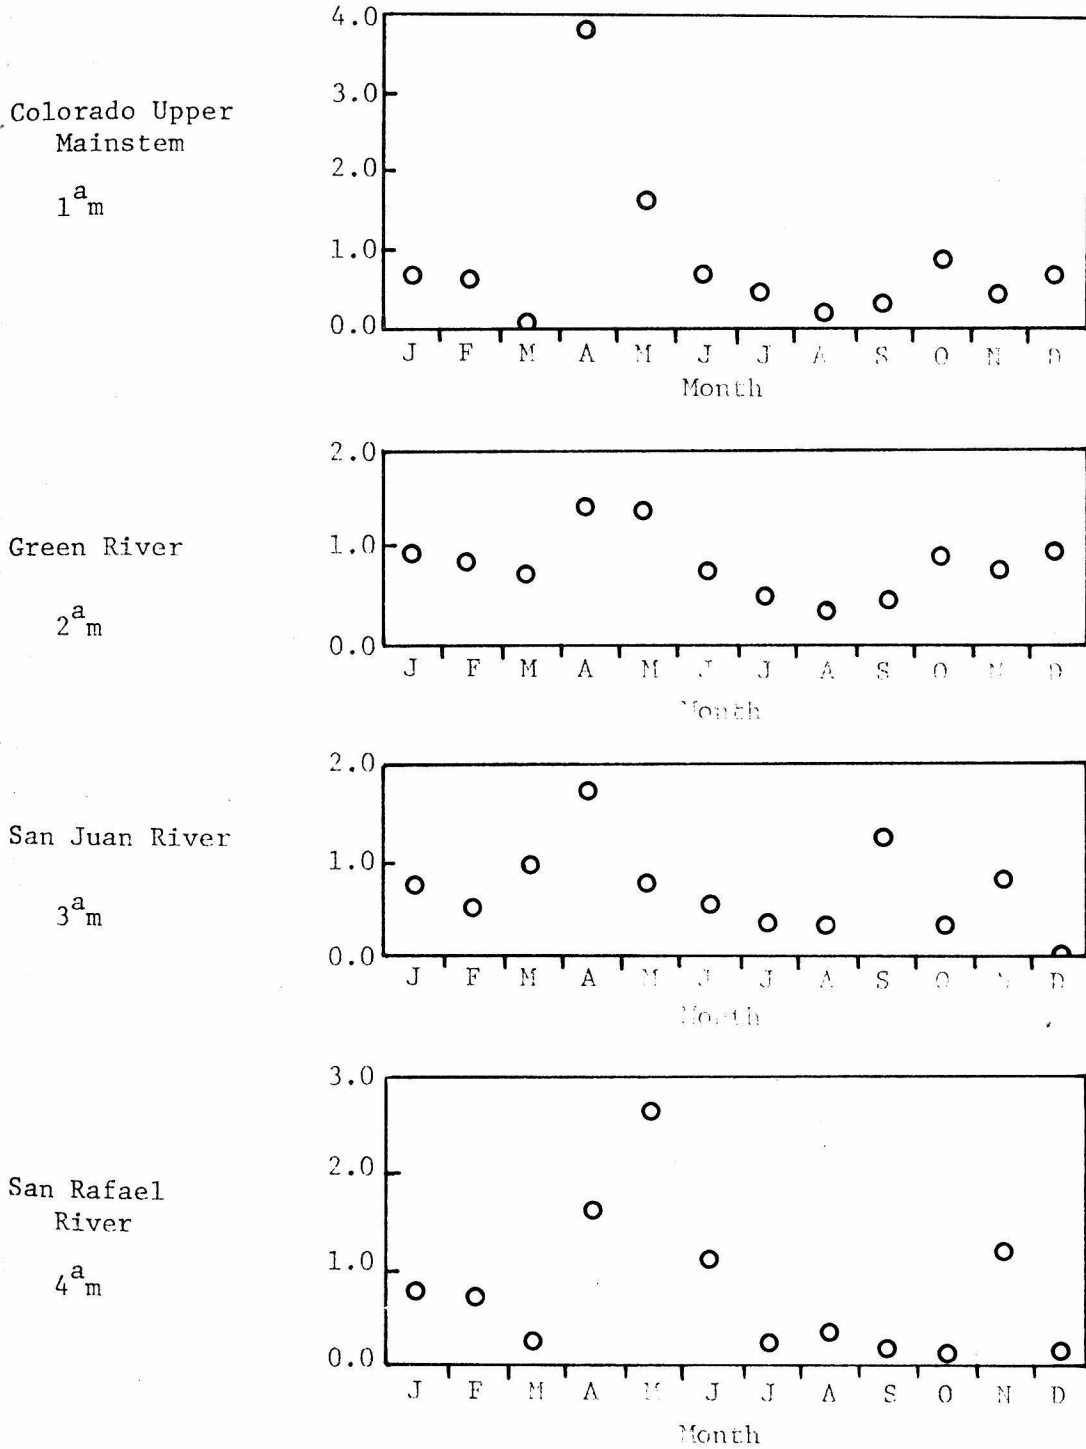 Colorado Upper
Mainstem
1am
4.0
3.0
2.0
1.0
0.0
J F M A M J J A S O N D
Month
Green River
2am
2.0
1.0
0.0
J F M A M J J A S O N D
Month
San Juan River
3am
2.0
1.0
0.0
J F M A M J J A S O N D
Month
San Rafael
River
4am
3.0
2.0
1.0
0.0
J F M A M J J A S O N D
Month